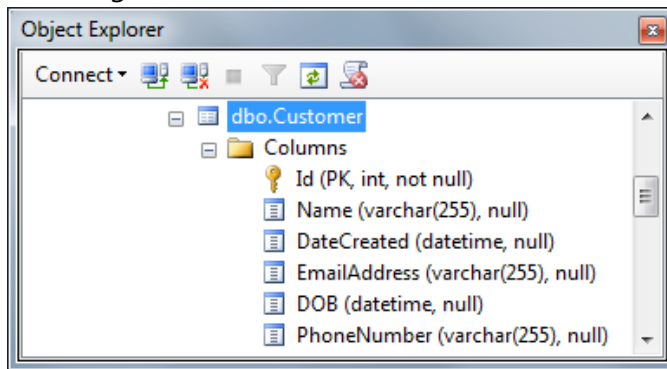 Object Explorer
Connect
dbo.Customer
Columns
Id (PK, int, not null)
Name (varchar(255), null)
DateCreated (datetime, null)
EmailAddress (varchar(255), null)
DOB (datetime, null)
PhoneNumber (varchar(255), null)